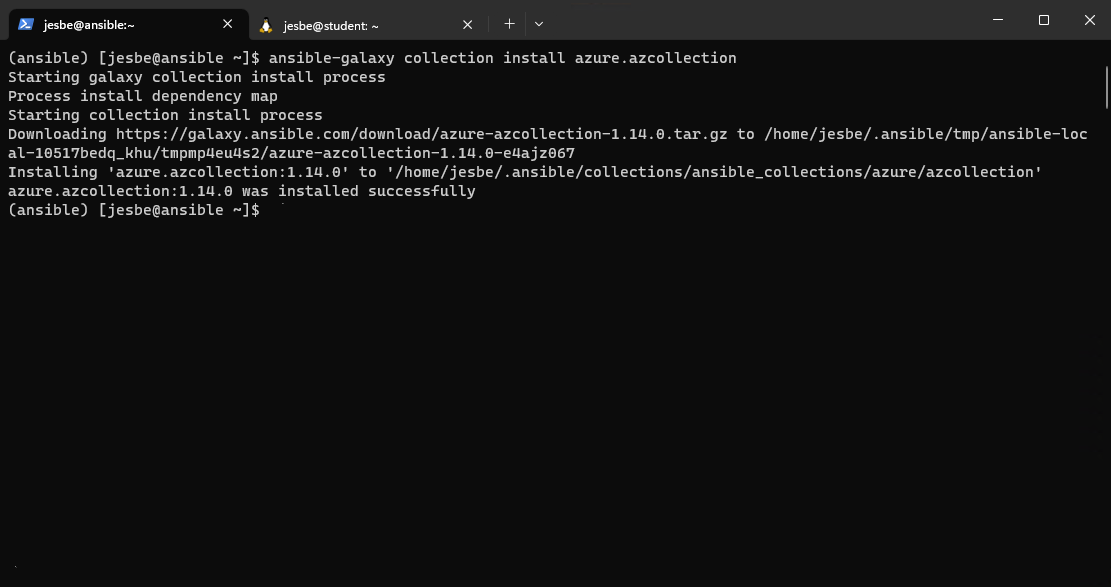 jesbe@ansible:~
jesbe@student: ~
(ansible) [jesbe@ansible ~]$ ansible-galaxy collection install azure.azcollection
Starting galaxy collection install process
Process install dependency map
Starting collection install process
Downloading https://galaxy.ansible.com/download/azure-azcollection-1.14.0.tar.gz to /home/jesbe/.ansible/tmp/ansible-loc
al-10517bedq_khu/tmpmp4eu4s2/azure-azcollection-1.14.0-e4ajz067
Installing 'azure.azcollection:1.14.0' to '/home/jesbe/.ansible/collections/ansible_collections/azure/azcollection'
azure.azcollection:1.14.0 was installed successfully
(ansible) [jesbe@ansible ~]$